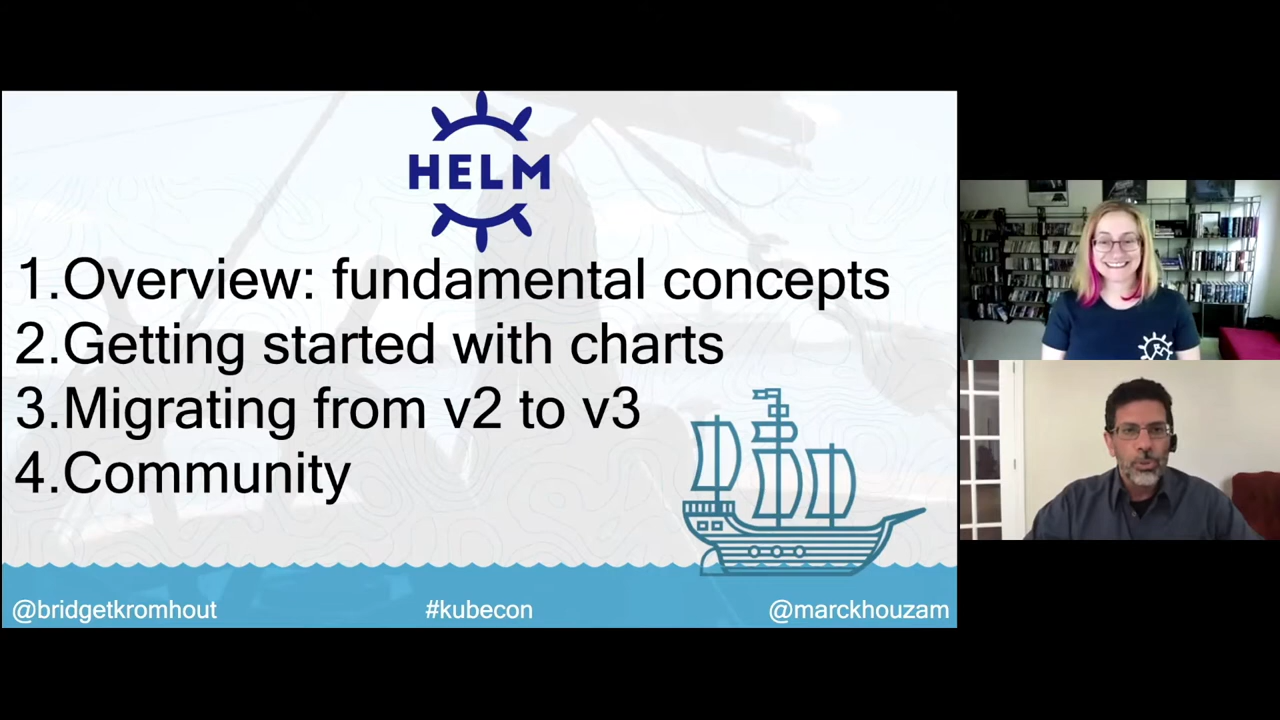 HELM
1.Overview: fundamental concepts
2.Getting started with charts
3.Migrating from v2 to v3
4.Community
@bridgetkromhout
#kubecon
@marckhouzam